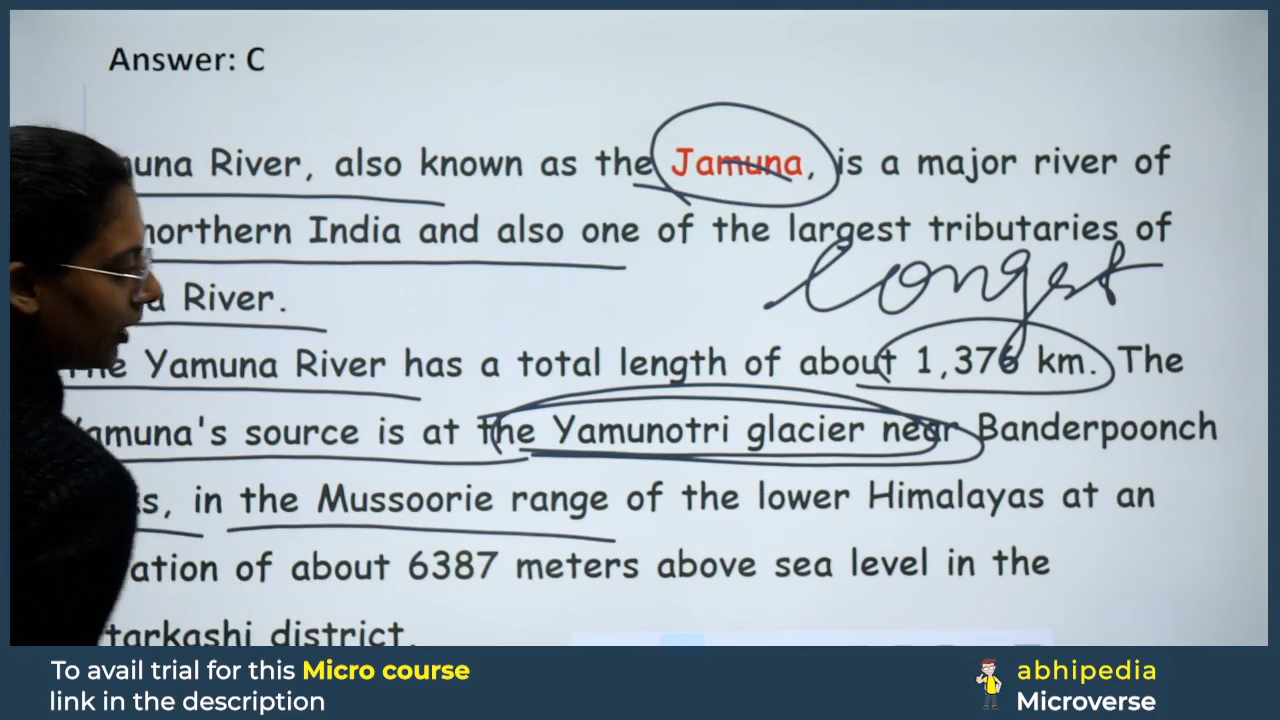 Answer: C
una River, also known as the Jamuna, is a major river of
northern India and also one of the largest tributaries of
a River.
longest
The Yamuna River has a total length of about 1,376 km. The
Yamuna's source is at the Yamunotri glacier near Banderpoonch
s, in the Mussoorie range of the lower Himalayas at an
ation of about 6387 meters above sea level in the
tarkashi district.
To avail trial for this Micro course
link in the description
abhipedia
Microverse